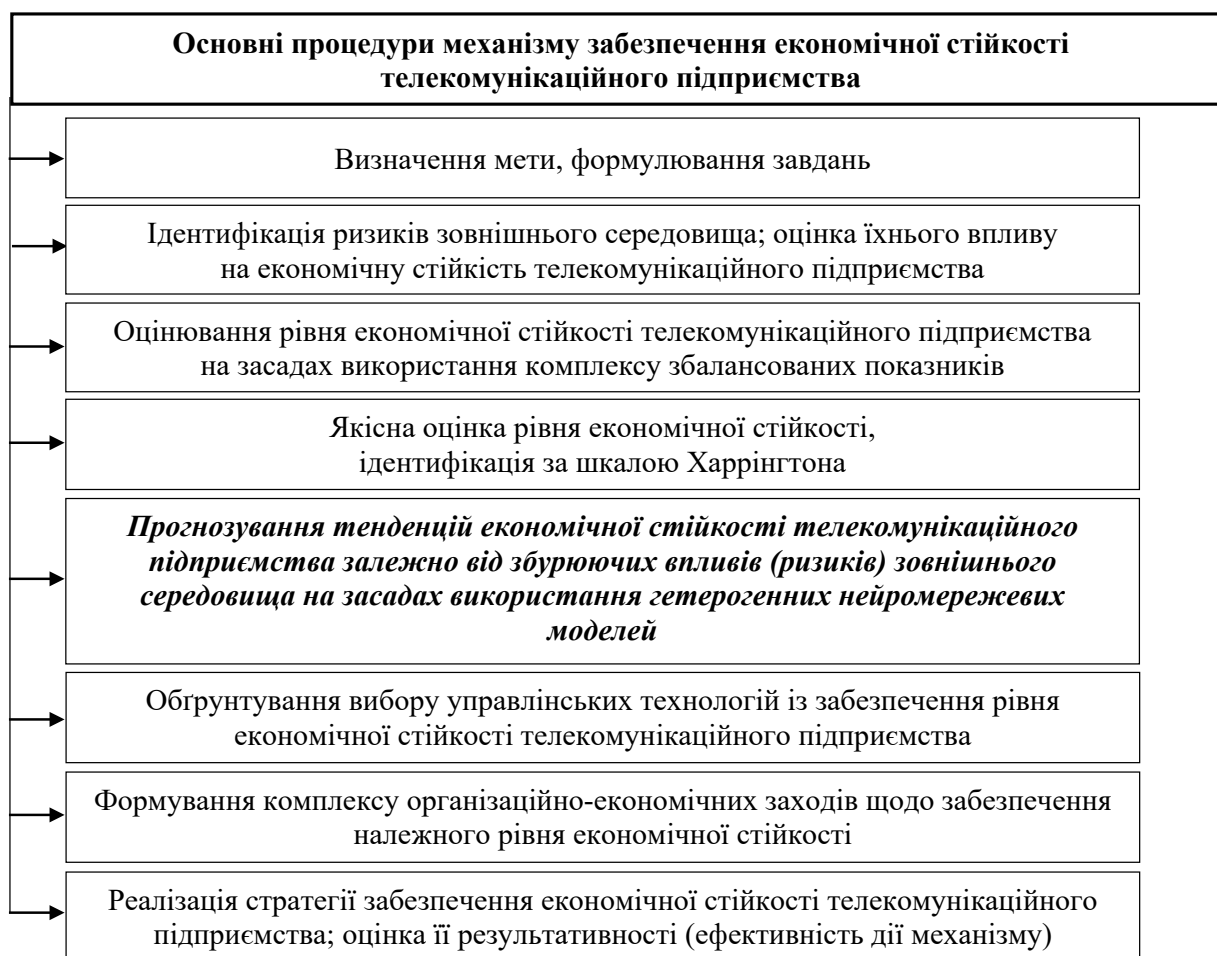 Основні процедури механізму забезпечення економічної стійкості
телекомунікаційного підприємства
Визначення мети, формулювання завдань
Ідентифікація ризиків зовнішнього середовища; оцінка їхнього впливу
на економічну стійкість телекомунікаційного підприємства
Оцінювання рівня економічної стійкості телекомунікаційного підприємства
на засадах використання комплексу збалансованих показників
Якісна оцінка рівня економічної стійкості,
ідентифікація за шкалою Харрінгтона
Прогнозування тенденцій економічної стійкості телекомунікаційного
підприємства залежно від збурюючих впливів (ризиків) зовнішнього
середовища на засадах використання гетерогенних нейромережевих
моделей
Обґрунтування вибору управлінських технологій із забезпечення рівня
економічної стійкості телекомунікаційного підприємства
Формування комплексу організаційно-економічних заходів щодо забезпечення
належного рівня економічної стійкості
Реалізація стратегії забезпечення економічної стійкості телекомунікаційного
підприємства; оцінка її результативності (ефективність дії механізму)